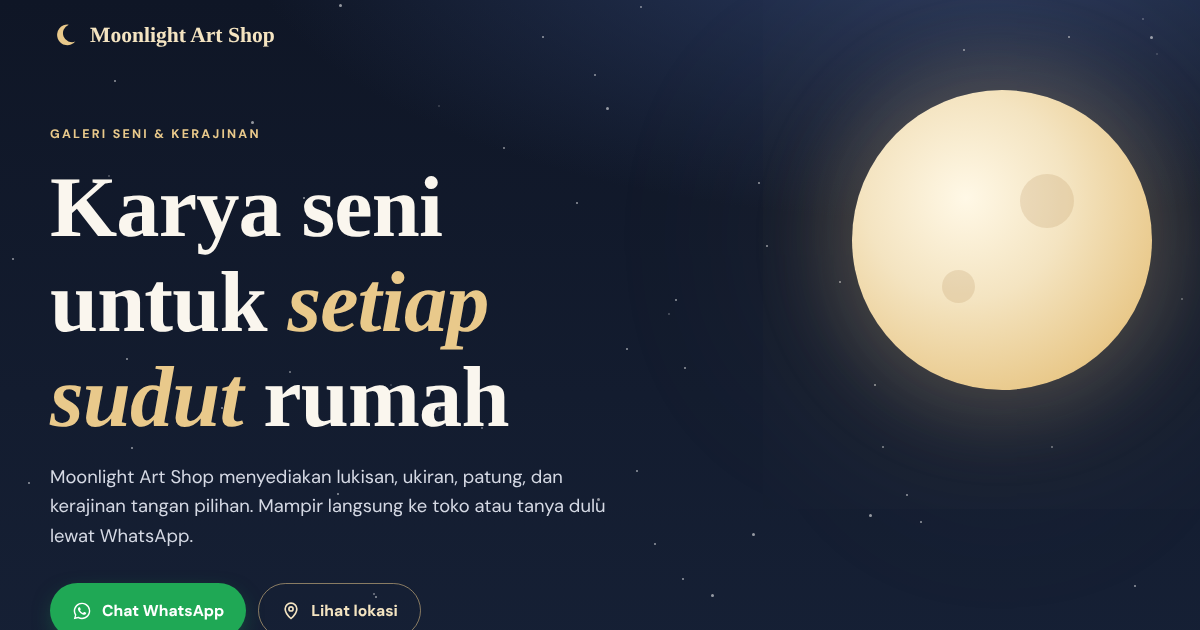 Moonlight Art Shop
GALERI SENI & KERAJINAN
Karya seni
untuk setiap
sudut rumah
Moonlight Art Shop menyediakan lukisan, ukiran, patung, dan
kerajinan tangan pilihan. Mampir langsung ke toko atau tanya dulu
lewat WhatsApp.
Chat WhatsApp
Lihat lokasi